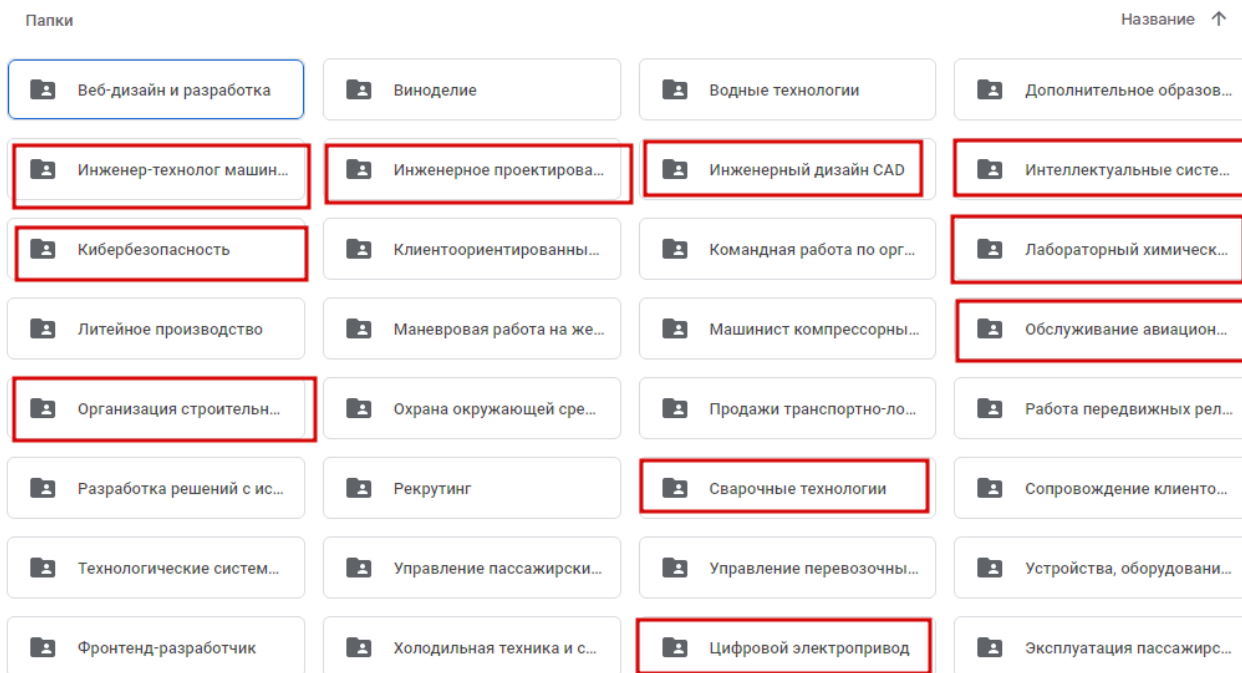 Папки
Название
Веб-дизайн и разработка
Виноделие
Водные технологии
Дополнительное образов...
Инженер-технолог машин...
Инженерное проектирова...
Инженерный дизайн CAD
Интеллектуальные систе...
Кибербезопасность
Клиентоориентированны...
Командная работа по орг...
Лабораторный химическ...
Литейное производство
Маневровая работа на же...
Машинист компрессорны...
Обслуживание авиацион...
Организация строительн...
Охрана окружающей сре...
Продажи транспортно-ло...
Работа передвижных рел...
Разработка решений с ис...
Рекрутинг
Сварочные технологии
Сопровождение клиенто...
Технологические систем...
Управление пассажирски...
Управление перевозочны...
Устройства, оборудовани...
Фронтенд-разработчик
Холодильная техника и с...
Цифровой электропривод
Эксплуатация пассажирс...